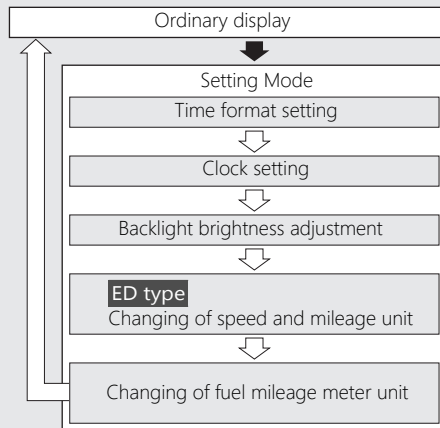 Ordinary display
Setting Mode
Time format setting
Clock setting
Backlight brightness adjustment
ED type
Changing of speed and mileage unit
Changing of fuel mileage meter unit